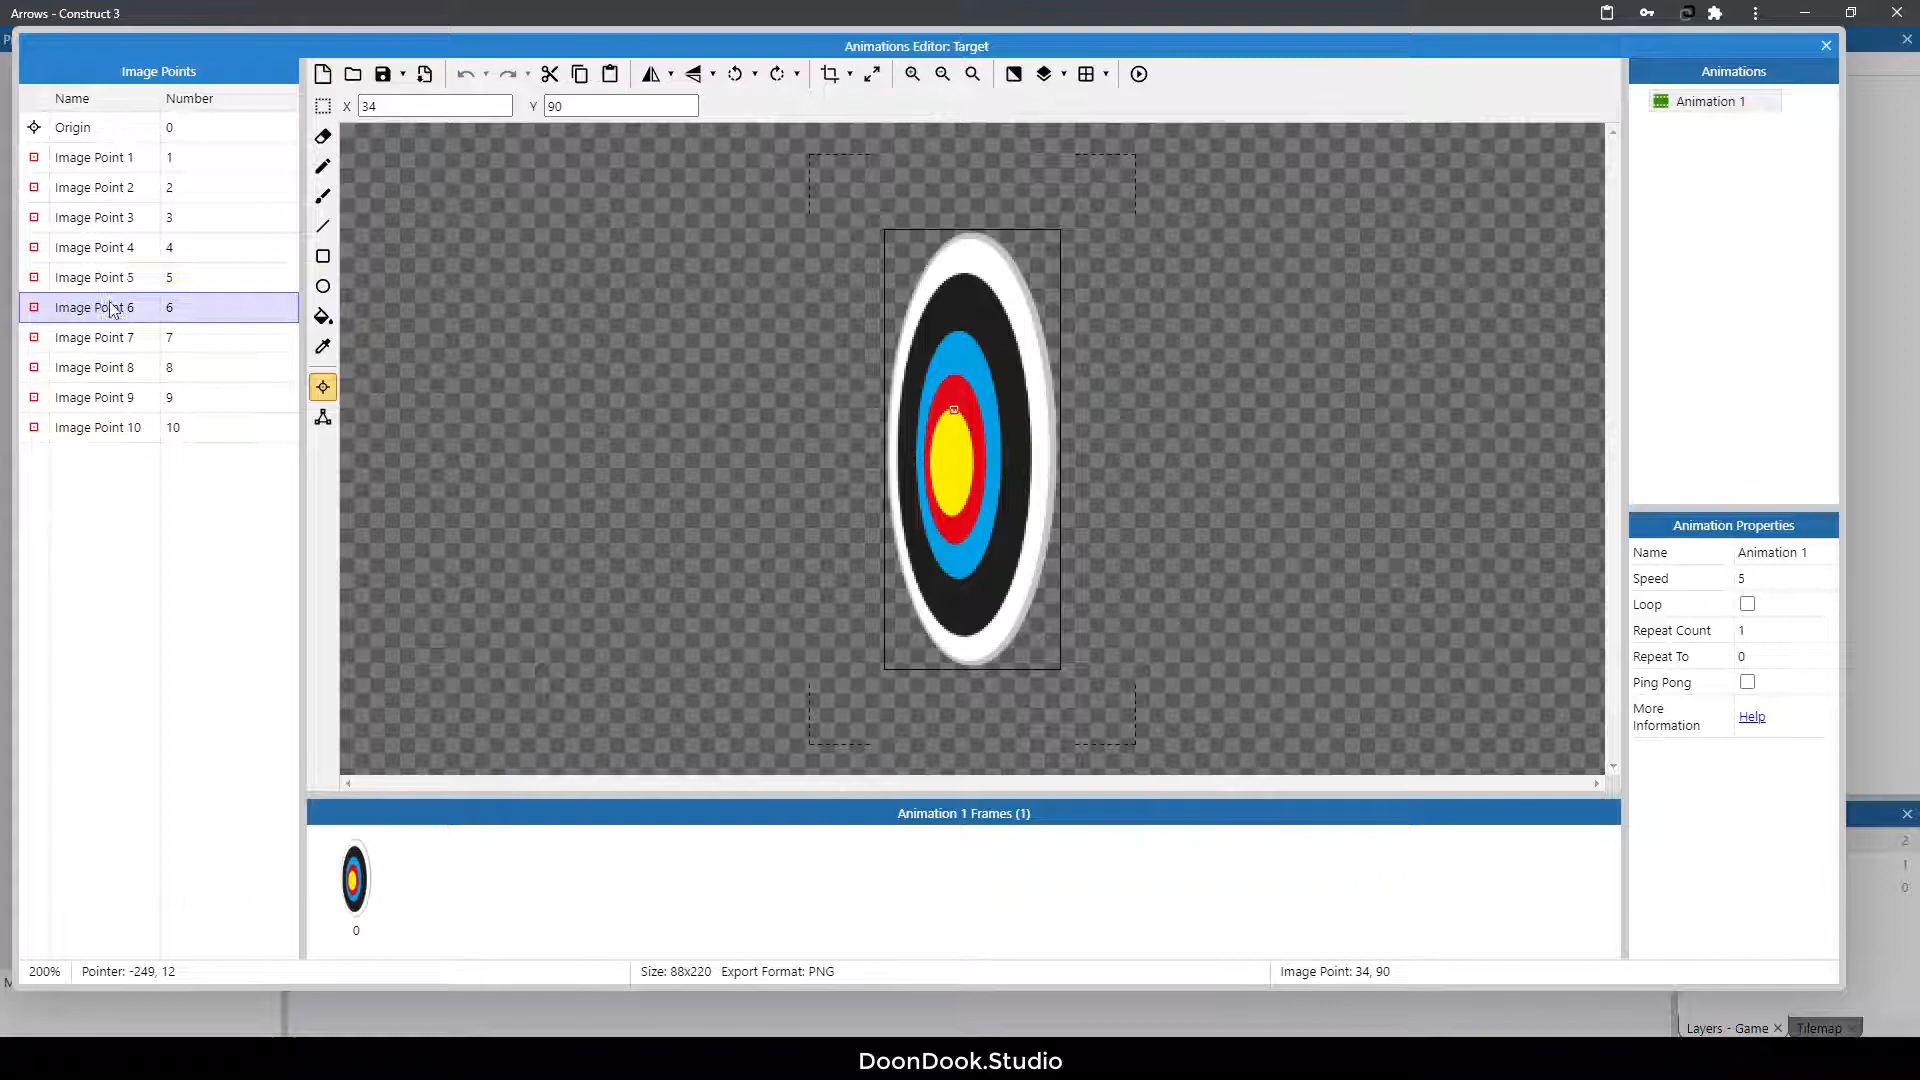 Arrows - Construct 3
Animations Editor: Target
Image Points
Name Number
Origin 0
Image Point 1 1
Image Point 2 2
Image Point 3 3
Image Point 4 4
Image Point 5 5
Image Point 6 6
Image Point 7 7
Image Point 8 8
Image Point 9 9
Image Point 10 10
X 34 Y 90
Animations
Animation 1
Animation Properties
Name Animation 1
Speed 5
Loop
Repeat Count 1
Repeat To 0
Ping Pong
More
Information Help
Animation 1 Frames (1)
0
200% Pointer: -249, 12 Size: 88x220 Export Format: PNG Image Point: 34, 90
2
1
0
Layers - Game Tilemap
DoonDook.Studio